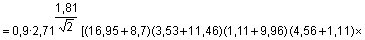 = 0,9·2,71^(1,81/√2) [(16,95+8,7)(3,53+11,46)(1,11+9,96)(4,56+1,11)×